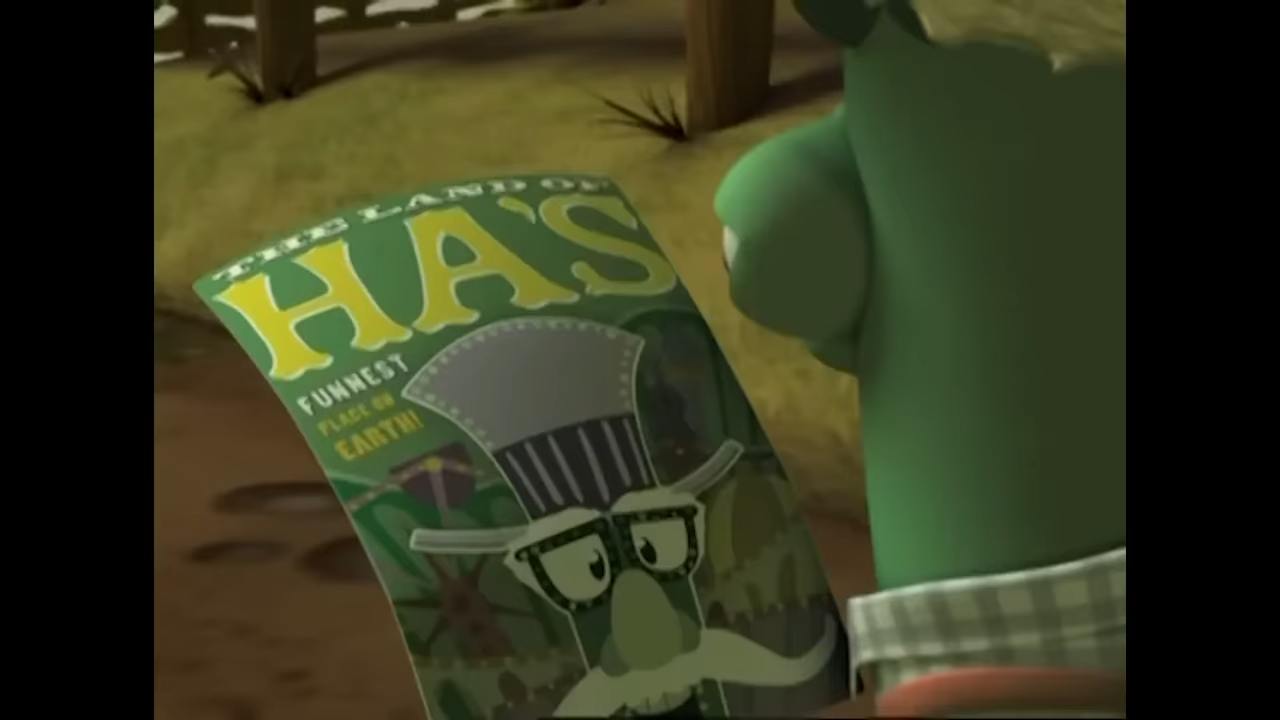 THE LAND OF
HA'S
FUNNEST
PLACE ON
EARTH!